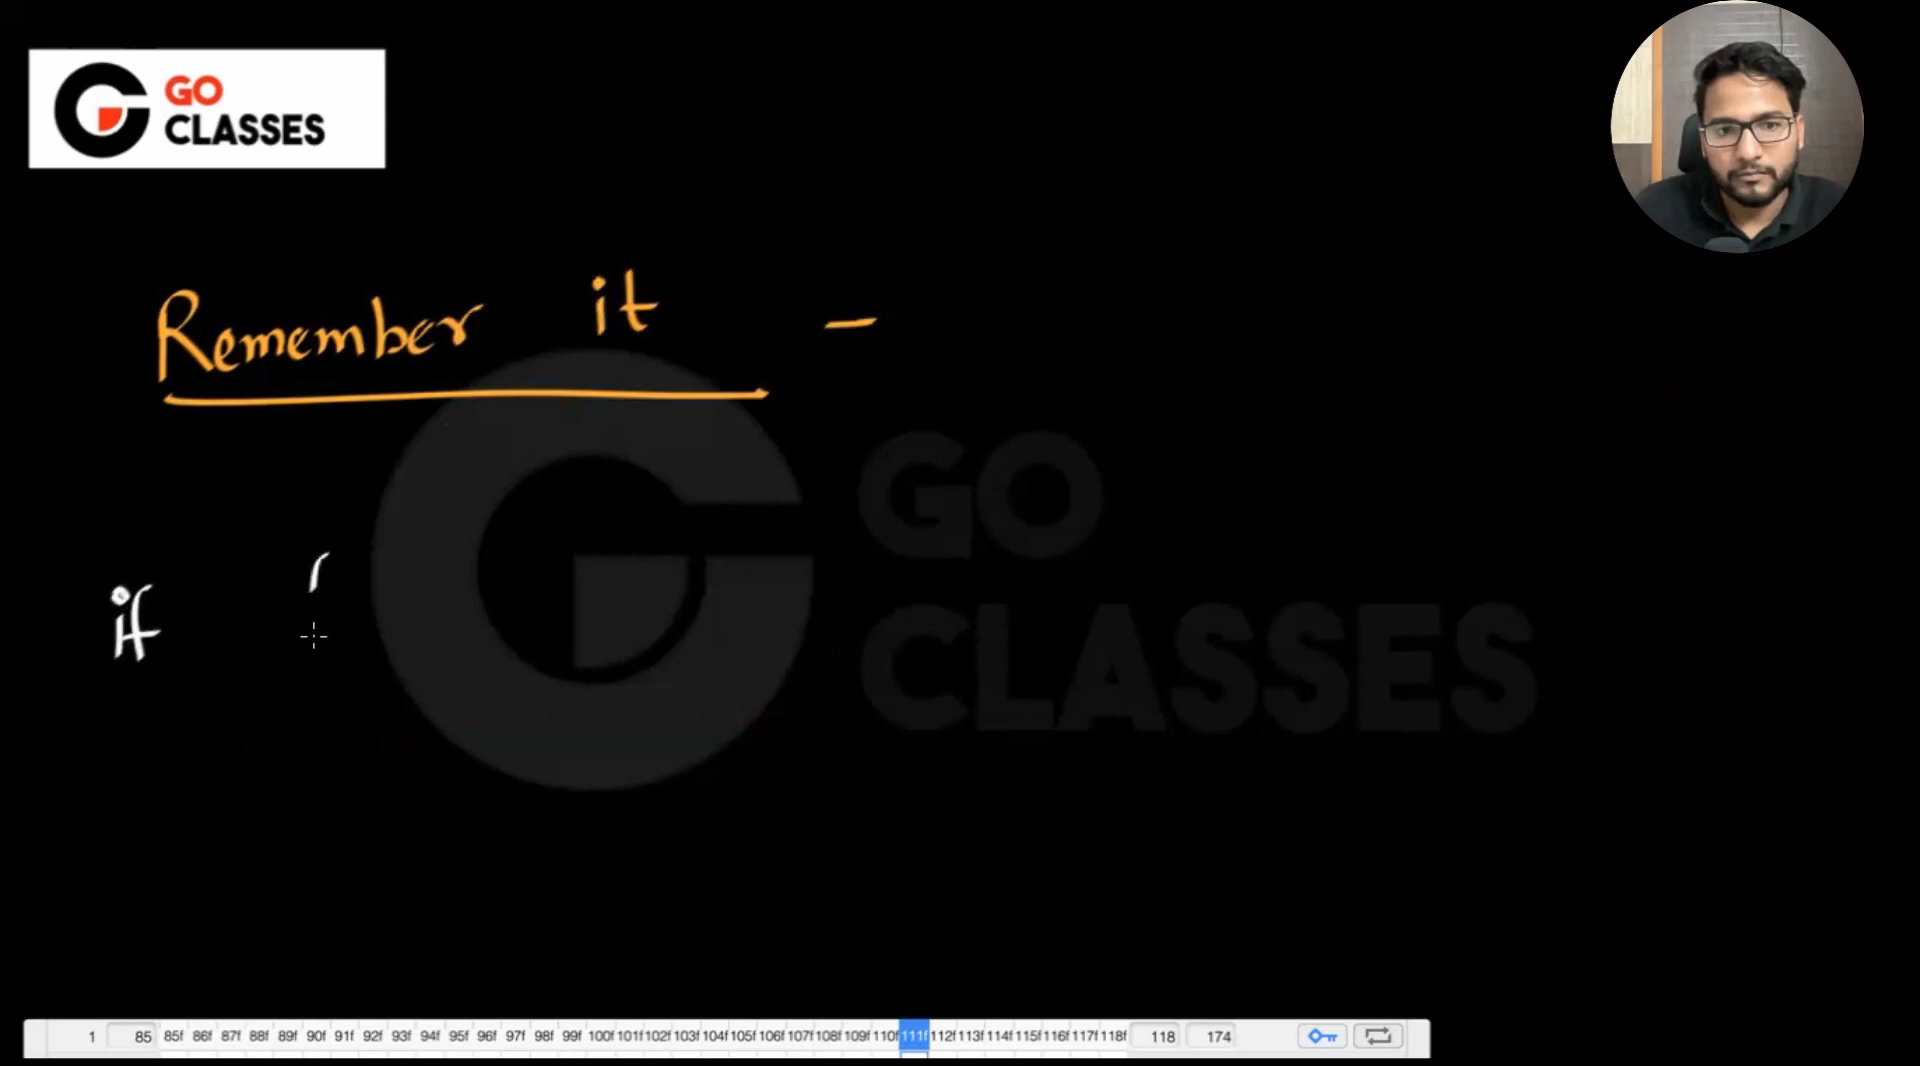 GO
CLASSES
Remember it -
if
GO
CLASSES
1 85 85f 86f 87f 88f 89f 90f 91f 92f 93f 94f 95f 96f 97f 98f 99f 100f 101f 102f 103f 104f 105f 106f 107f 108f 109f 110f 111f 112f 113f 114f 115f 116f 117f 118f 118 174